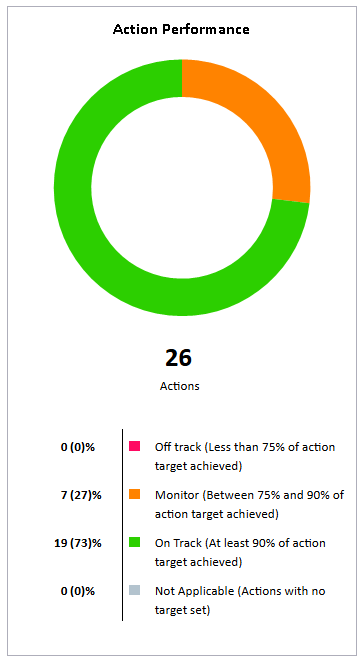 Action Performance
26
Actions
0 (0)%
Off track (Less than 75% of action
target achieved)
7 (27)%
Monitor (Between 75% and 90% of
action target achieved)
19 (73)%
On Track (At least 90% of action
target achieved)
0 (0)%
Not Applicable (Actions with no
target set)